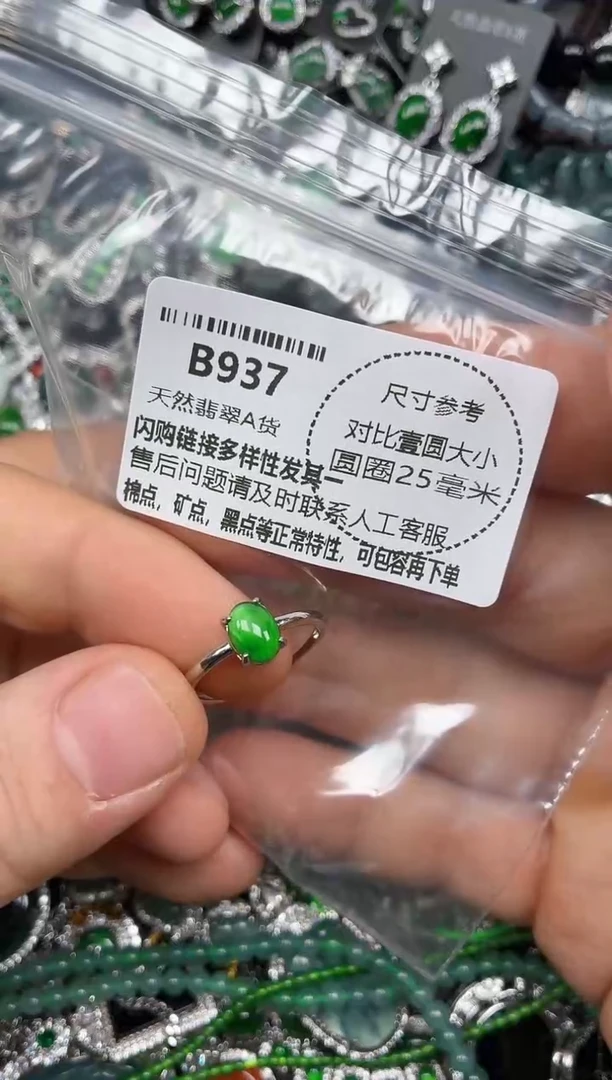 B937
天然翡翠A货
闪购链接多样性发其一
售后问题请及时联系人工客服
棉点，矿点，黑点等正常特性，可包容再下单
尺寸参考
对比壹圆大小
圆圈25毫米